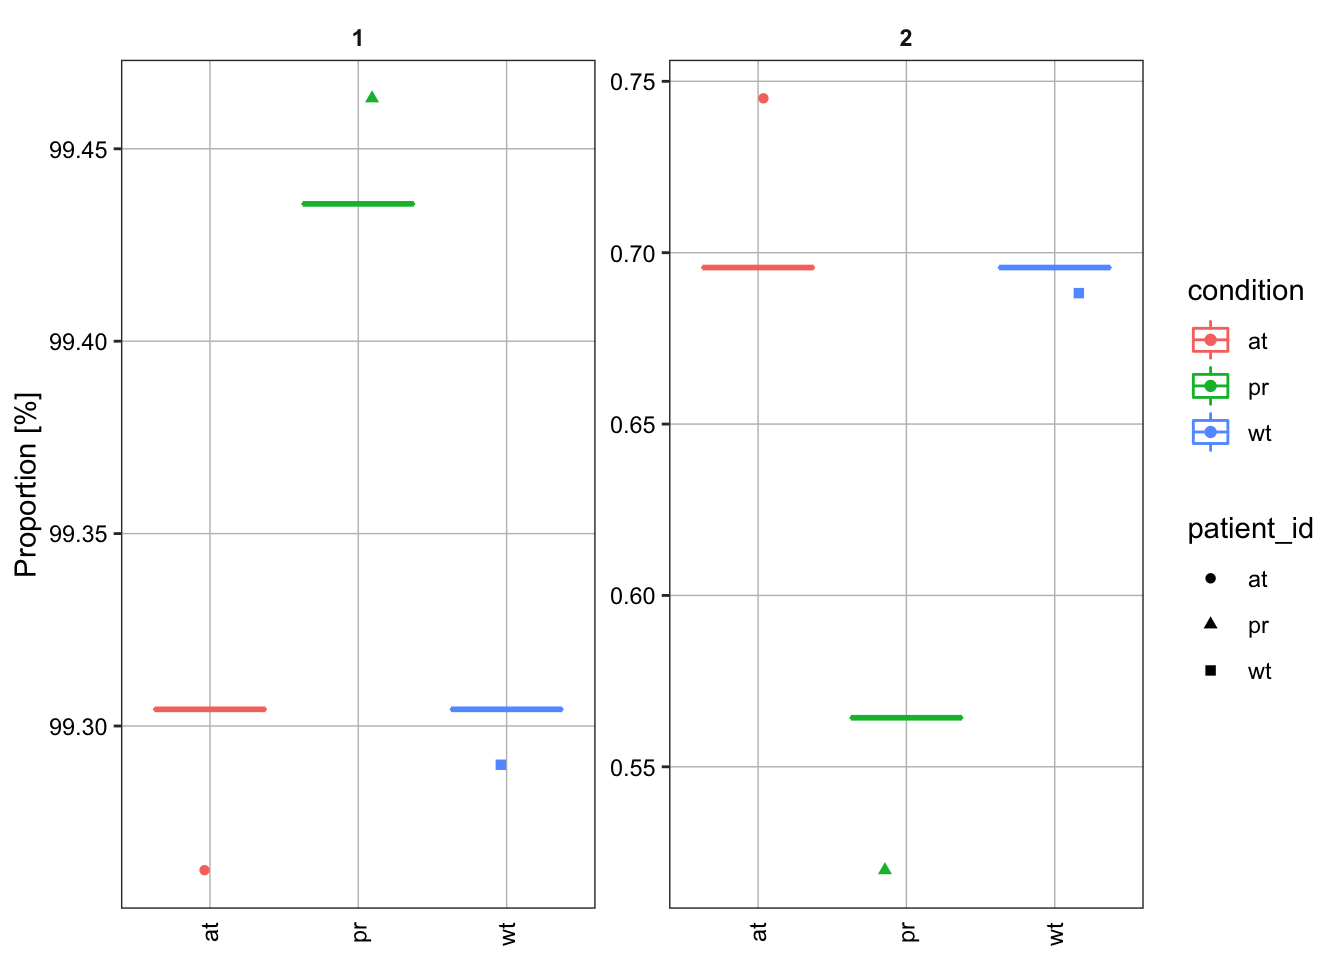 1
2
Proportion [%]
99.45
99.40
99.35
99.30
0.75
0.70
0.65
0.60
0.55
at
pr
wt
at
pr
wt
condition
at
pr
wt
patient_id
at
pr
wt